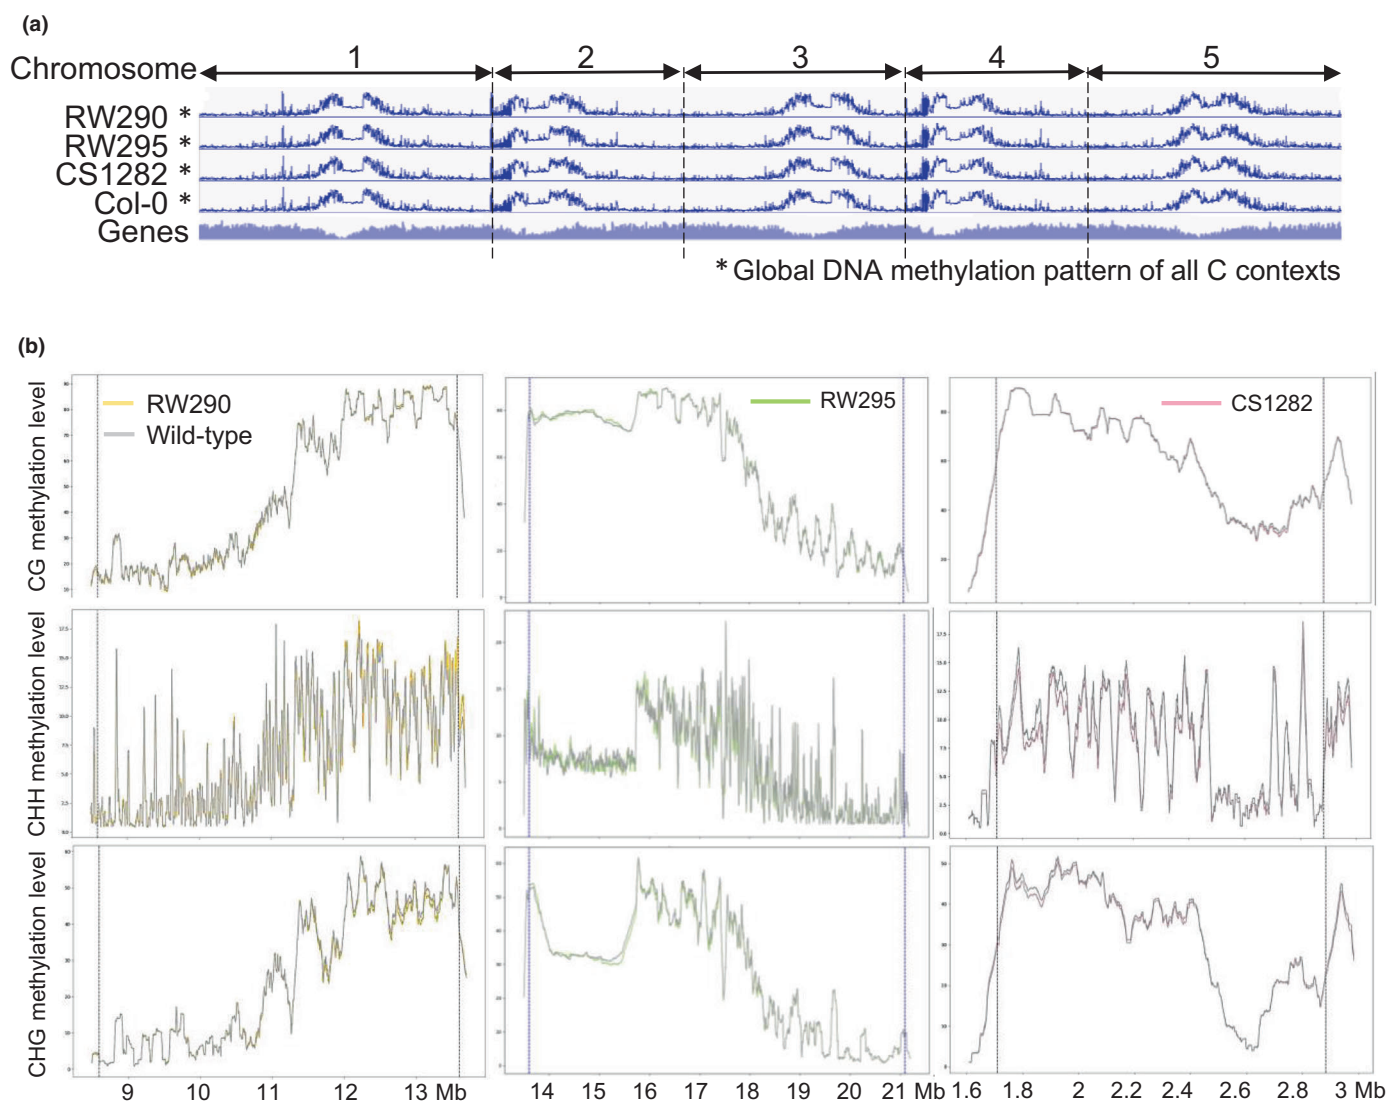 (a)
1 2 3 4 5
Chromosome
RW290 *
RW295 *
CS1282 *
Col-0 *
Genes
* Global DNA methylation pattern of all C contexts
(b)
CG methylation level
RW290
Wild-type
RW295
CS1282
CHH methylation level
CHG methylation level
9 10 11 12 13 Mb
14 15 16 17 18 19 20 21 Mb
1.6 1.8 2 2.2 2.4 2.6 2.8 3 Mb